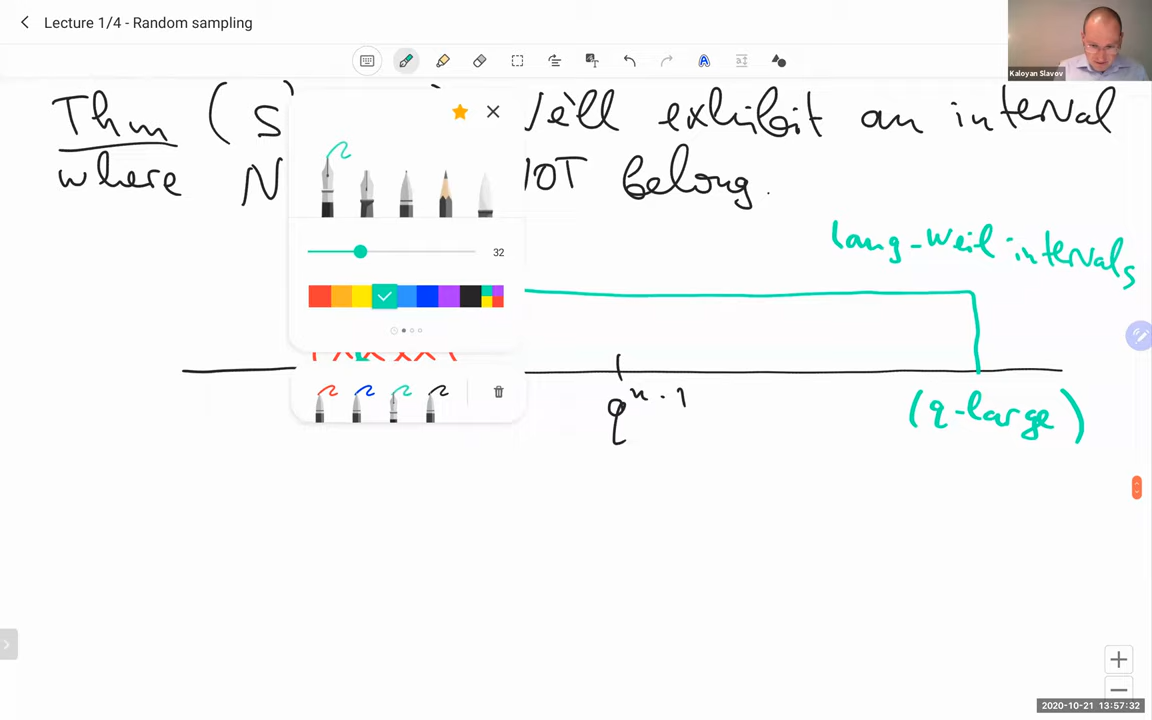 Lecture 1/4 - Random sampling
Kaloyan Slavov
Thm (S We'll exhibit an interval
where N NOT belong.
32
Lang-Weil intervals
q^{n-1}
(q-large)
2020-10-21 13:57:32